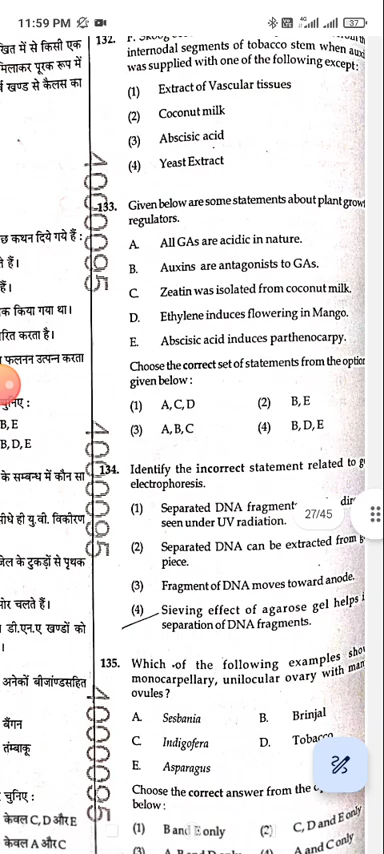 11:59 PM
37
खित में से किसी एक
मिलाकर पूरक रूप में
खण्ड से कैलस का
छ कथन दिये गये हैं :
हैं।
क किया गया था।
रित करता है।
फलनन उत्पन्न करता
चुनिए :
B, E
B, D, E
के सम्बन्ध में कौन सा
मीधे ही यू.वी. विकीरण
जेल के टुकड़ों से पृथक
ओर चलते हैं।
डी.एन.ए खण्डों को
अनेकों बीजांण्डसहित
बैंगन
तंम्बाकू
चुनिए :
केवल C, D और E
केवल A और C
4000095
4000095
4000095
132.
internodal segments of tobacco stem when
was supplied with one of the following except:
(1) Extract of Vascular tissues
(2) Coconut milk
(3) Abscisic acid
(4) Yeast Extract
133. Given below are some statements about plant
regulators.
A. All GAs are acidic in nature.
B. Auxins are antagonists to GAs.
C. Zeatin was isolated from coconut milk.
D. Ethylene induces flowering in Mango.
E. Abscisic acid induces parthenocarpy.
Choose the correct set of statements from the
given below :
(1) A, C, D (2) B, E
(3) A, B, C (4) B, D, E
134. Identify the incorrect statement related to
electrophoresis.
(1) Separated DNA
seen under UV radiation.
27/45
(2) Separated DNA can be extracted from
piece.
(3) Fragment of DNA moves toward anode.
(4) Sieving effect of agarose gel helps
separation of DNA fragments.
135. Which of the following examples
monocarpellary, unilocular ovary with
ovules ?
A. Sesbania B. Brinjal
C. Indigofera D.
E. Asparagus
Choose the correct answer from the
below :
(1) B and E only (2) C, D and E only
(3) (4) A and C only